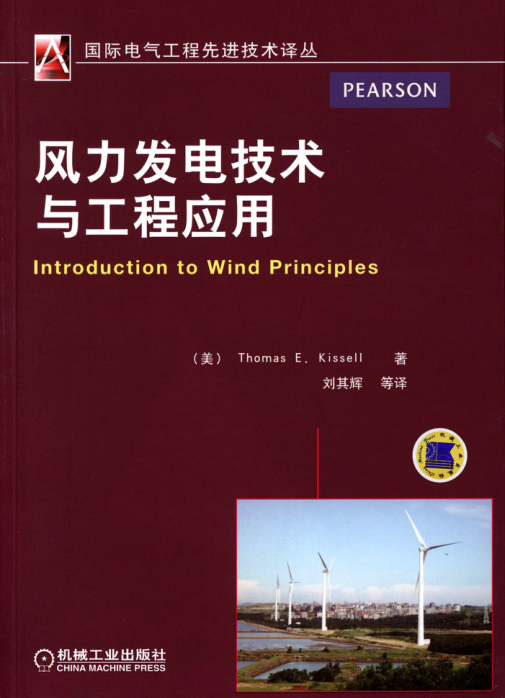 国际电气工程先进技术译丛
PEARSON
风力发电技术
与工程应用
Introduction to Wind Principles
（美） Thomas E. Kissell 著
刘其辉 等译
机械工业出版社
CHINA MACHINE PRESS